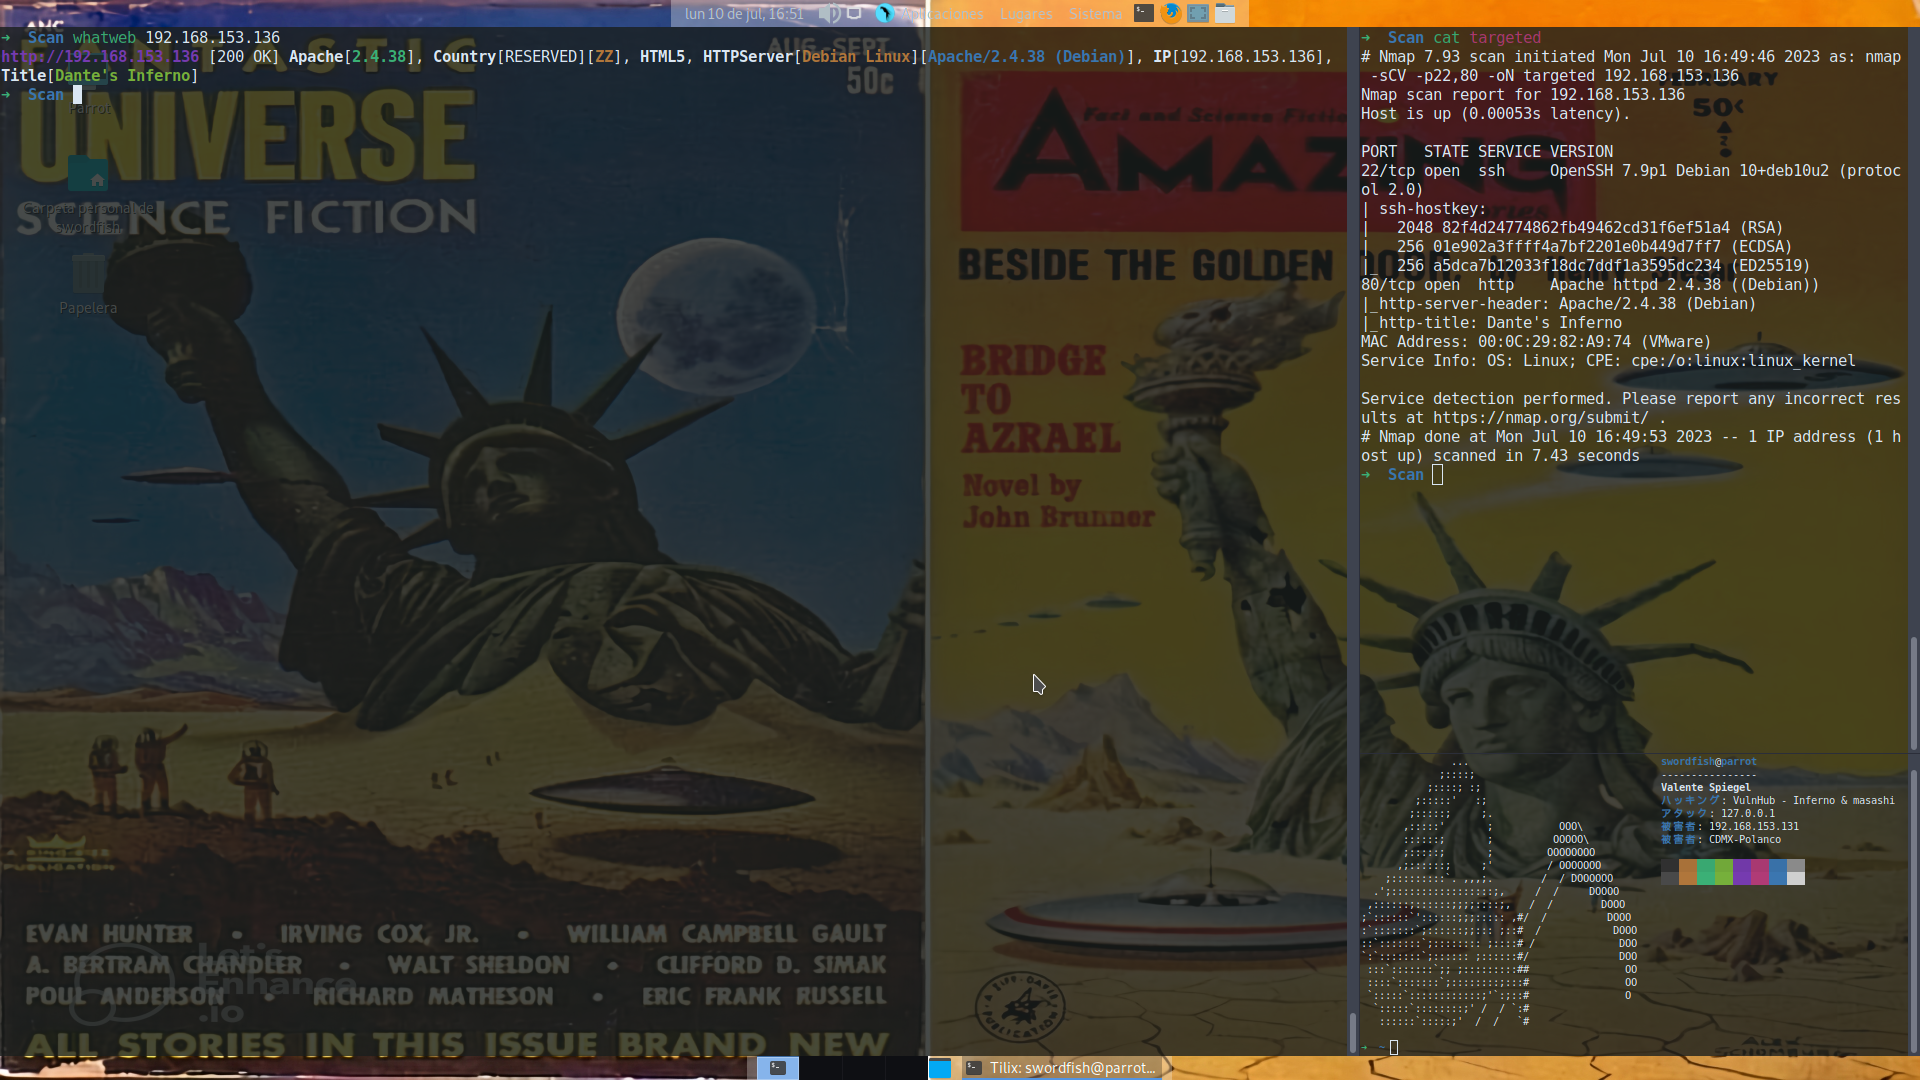 lun 10 de jul, 16:51
Aplicaciones Lugares Sistema
➜ Scan whatweb 192.168.153.136
http://192.168.153.136 [200 OK] Apache[2.4.38], Country[RESERVED][ZZ], HTML5, HTTPServer[Debian Linux][Apache/2.4.38 (Debian)], IP[192.168.153.136],
Title[Dante's Inferno]
➜ Scan
Parrot
Carpeta personal de
swordfish
Papelera
FANTASTIC
UNIVERSE
SCIENCE FICTION
AUG.-SEPT.
50c
EVAN HUNTER • IRVING COX, JR. • WILLIAM CAMPBELL GAULT
A. BERTRAM CHANDLER • WALT SHELDON • CLIFFORD D. SIMAK
POUL ANDERSON • RICHARD MATHESON • ERIC FRANK RUSSELL
ALL STORIES IN THIS ISSUE BRAND NEW
A KING-SIZE
PUBLICATION
Let's
Enhance
.io
Fact and Science Fiction
AMAZING
FEBRUARY
50¢
BESIDE THE GOLDEN
BRIDGE
TO
AZRAEL
Novel by
John Brunner
➜ Scan cat targeted
# Nmap 7.93 scan initiated Mon Jul 10 16:49:46 2023 as: nmap
-sCV -p22,80 -oN targeted 192.168.153.136
Nmap scan report for 192.168.153.136
Host is up (0.00053s latency).
PORT STATE SERVICE VERSION
22/tcp open ssh OpenSSH 7.9p1 Debian 10+deb10u2 (protoc
ol 2.0)
| ssh-hostkey:
| 2048 82f4d24774862fb49462cd31f6ef51a4 (RSA)
| 256 01e902a3ffff4a7bf2201e0b449d7ff7 (ECDSA)
|_ 256 a5dca7b12033f18dc7ddf1a3595dc234 (ED25519)
80/tcp open http Apache httpd 2.4.38 ((Debian))
|_http-server-header: Apache/2.4.38 (Debian)
|_http-title: Dante's Inferno
MAC Address: 00:0C:29:82:A9:74 (VMware)
Service Info: OS: Linux; CPE: cpe:/o:linux:linux_kernel
Service detection performed. Please report any incorrect res
ults at https://nmap.org/submit/ .
# Nmap done at Mon Jul 10 16:49:53 2023 -- 1 IP address (1 h
ost up) scanned in 7.43 seconds
➜ Scan
swordfish@parrot
----------------
Valente Spiegel
ハッキング: VulnHub - Inferno & masashi
アタック: 127.0.0.1
被害者: 192.168.153.131
被害者: CDMX-Polanco
➜ ~
Tilix: swordfish@parrot...